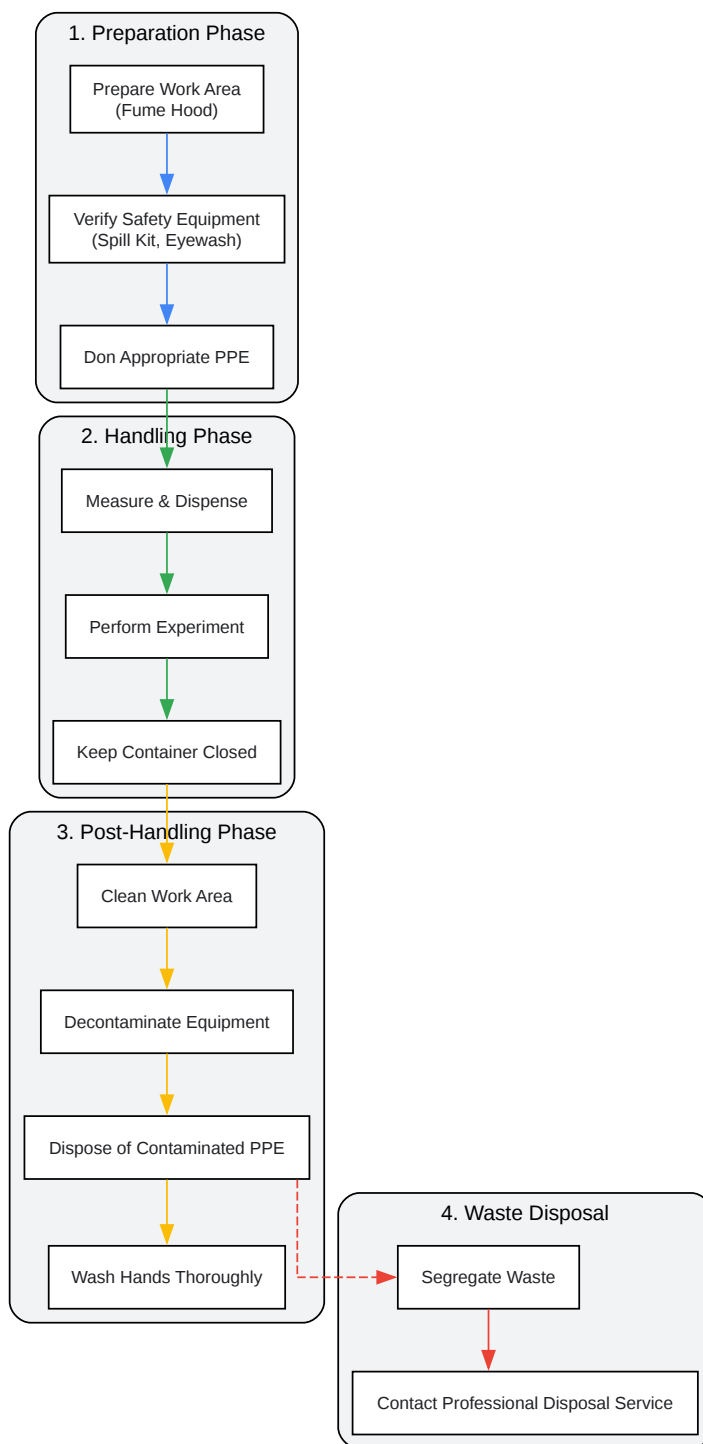 1. Preparation Phase
Prepare Work Area
(Fume Hood)
Verify Safety Equipment
(Spill Kit, Eyewash)
Don Appropriate PPE
2. Handling Phase
Measure & Dispense
Perform Experiment
Keep Container Closed
3. Post-Handling Phase
Clean Work Area
Decontaminate Equipment
Dispose of Contaminated PPE
Wash Hands Thoroughly
4. Waste Disposal
Segregate Waste
Contact Professional Disposal Service